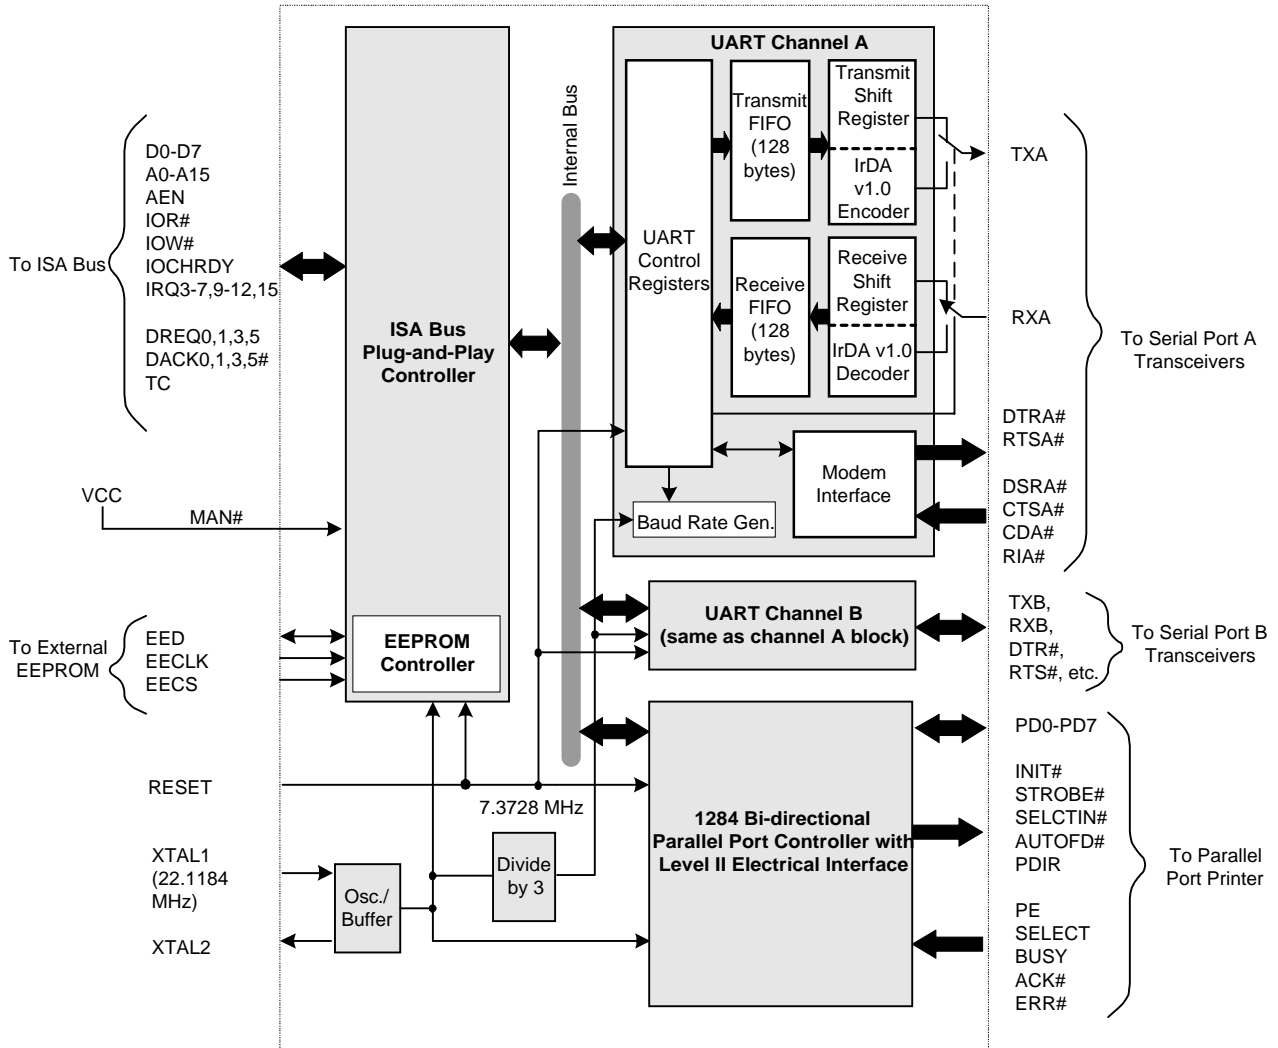 To ISA Bus
D0-D7
A0-A15
AEN
IOR#
IOW#
IOCHRDY
IRQ3-7,9-12,15
DREQ0,1,3,5
DACK0,1,3,5#
TC
VCC
MAN#
To External
EEPROM
EED
EECLK
EECS
RESET
XTAL1
(22.1184
MHz)
XTAL2
ISA Bus
Plug-and-Play
Controller
EEPROM
Controller
Osc./
Buffer
Divide
by 3
7.3728 MHz
Internal Bus
UART Channel A
UART
Control
Registers
Transmit
FIFO
(128
bytes)
Transmit
Shift
Register
IrDA
v1.0
Encoder
Receive
FIFO
(128
bytes)
Receive
Shift
Register
IrDA v1.0
Decoder
Modem
Interface
Baud Rate Gen.
UART Channel B
(same as channel A block)
1284 Bi-directional
Parallel Port Controller with
Level II Electrical Interface
TXA
RXA
DTRA#
RTSA#
DSRA#
CTSA#
CDA#
RIA#
To Serial Port A
Transceivers
TXB,
RXB,
DTR#,
RTS#, etc.
To Serial Port B
Transceivers
PD0-PD7
INIT#
STROBE#
SELCTIN#
AUTOFD#
PDIR
PE
SELECT
BUSY
ACK#
ERR#
To Parallel
Port Printer